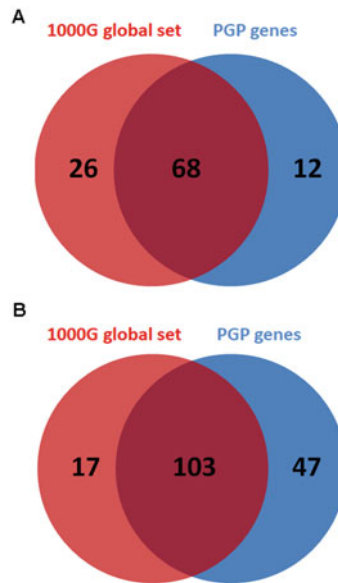 A
1000G global set PGP genes
26 68 12
B
1000G global set PGP genes
17 103 47